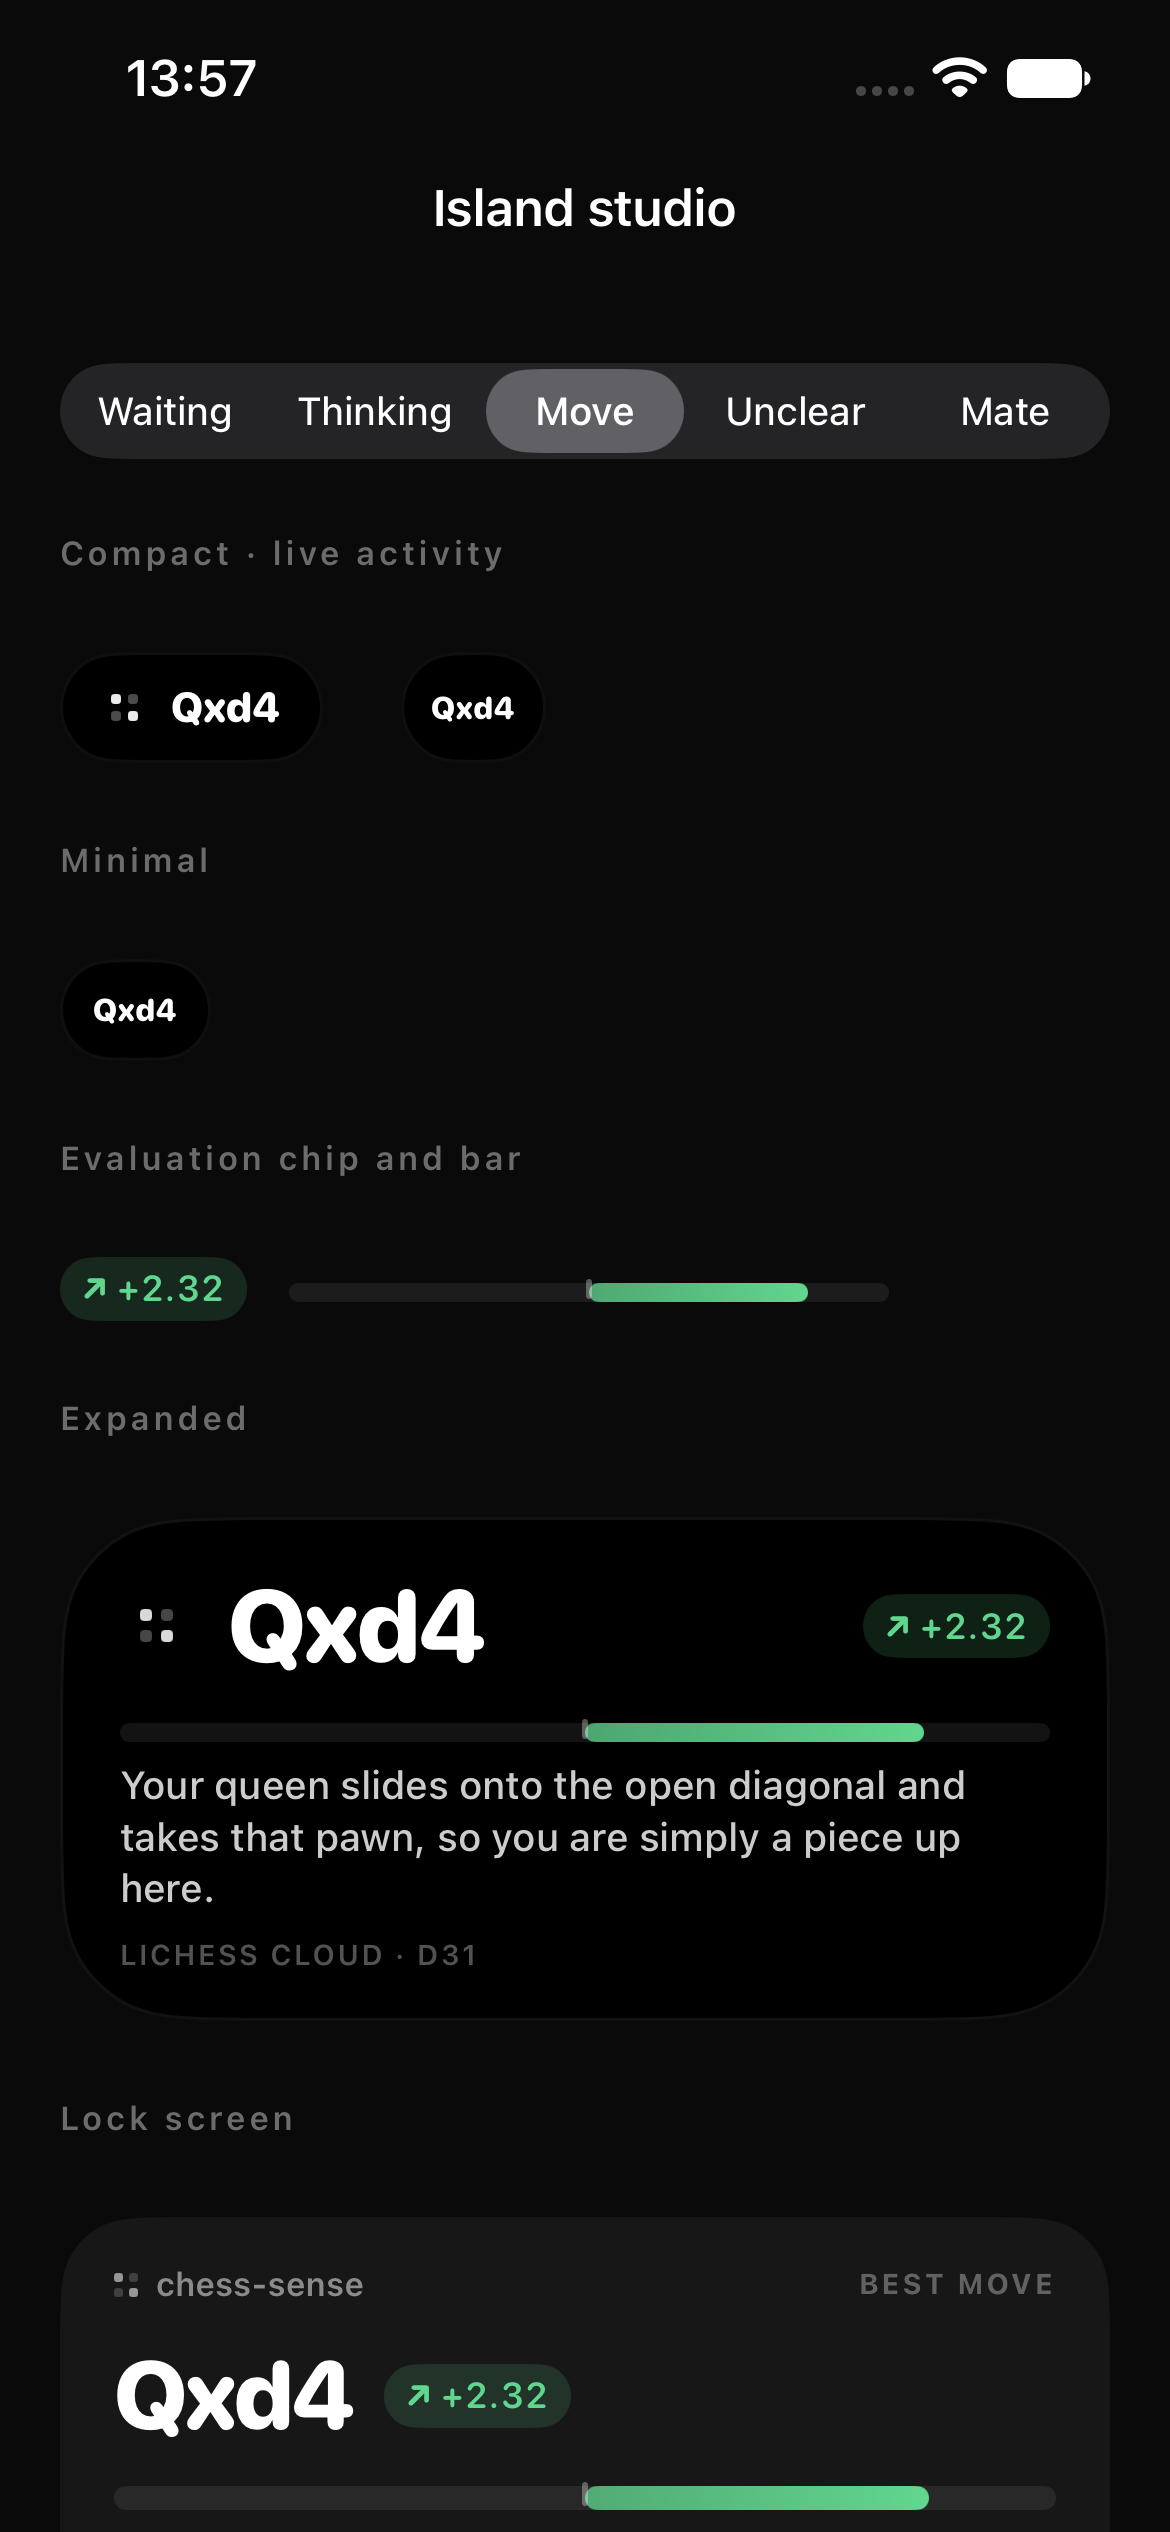 13:57
Island studio
Waiting Thinking Move Unclear Mate
Compact · live activity
Qxd4 Qxd4
Minimal
Qxd4
Evaluation chip and bar
+2.32
Expanded
Qxd4 +2.32
Your queen slides onto the open diagonal and
takes that pawn, so you are simply a piece up
here.
LICHESS CLOUD · D31
Lock screen
chess-sense BEST MOVE
Qxd4 +2.32